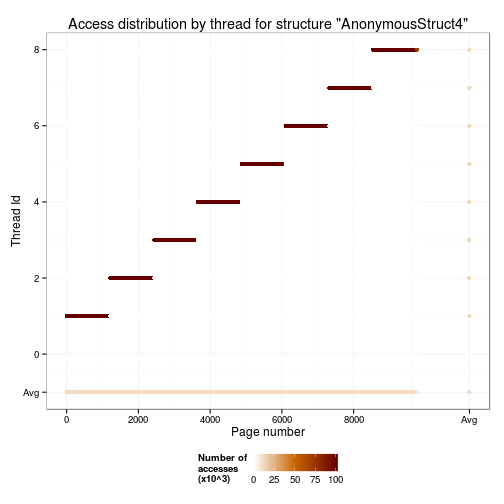 Access distribution by thread for structure "AnonymousStruct4"
8
6
4
2
0
Avg
Thread Id
0 2000 4000 6000 8000 Avg
Page number
Number of
accesses
(x10^3)
0 25 50 75 100